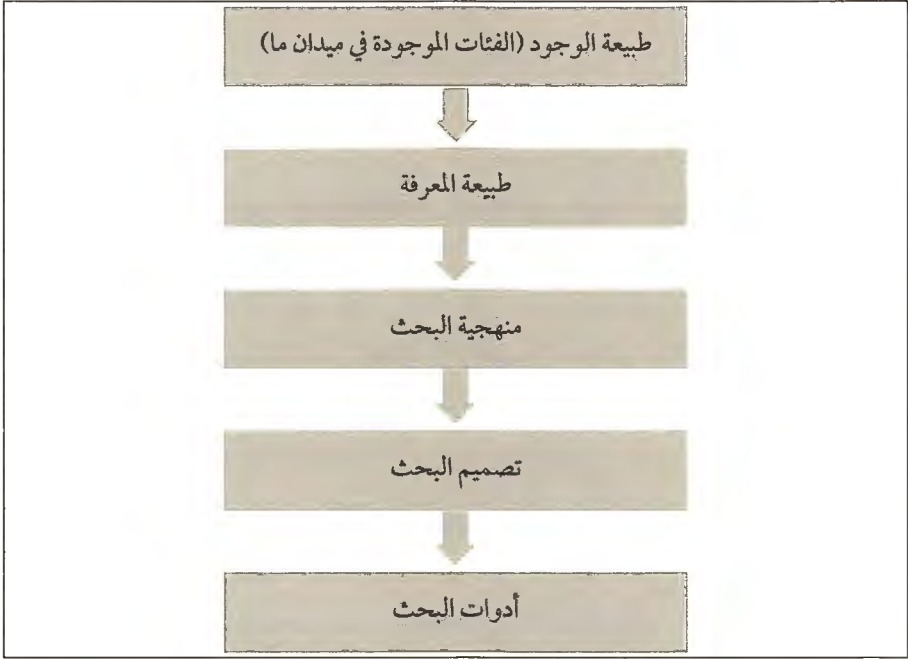 طبيعة الوجود (الفئات الموجودة في ميدان ما)
طبيعة المعرفة
منهجية البحث
تصميم البحث
أدوات البحث